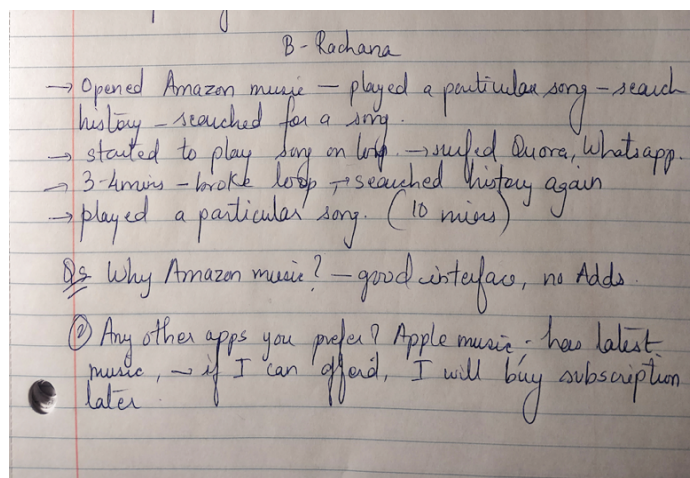 B - Rachana
→ Opened Amazon music — played a particular song - search
history - searched for a song.
→ started to play song on loop. → surfed Quora, Whatsapp.
→ 3-4mins - broke loop → searched history again
→ played a particular song. (10 mins)
Qs Why Amazon music? - good interface, no Adds.
② Any other apps you prefer? Apple music - has latest
music, → if I can afford, I will buy subscription
later.